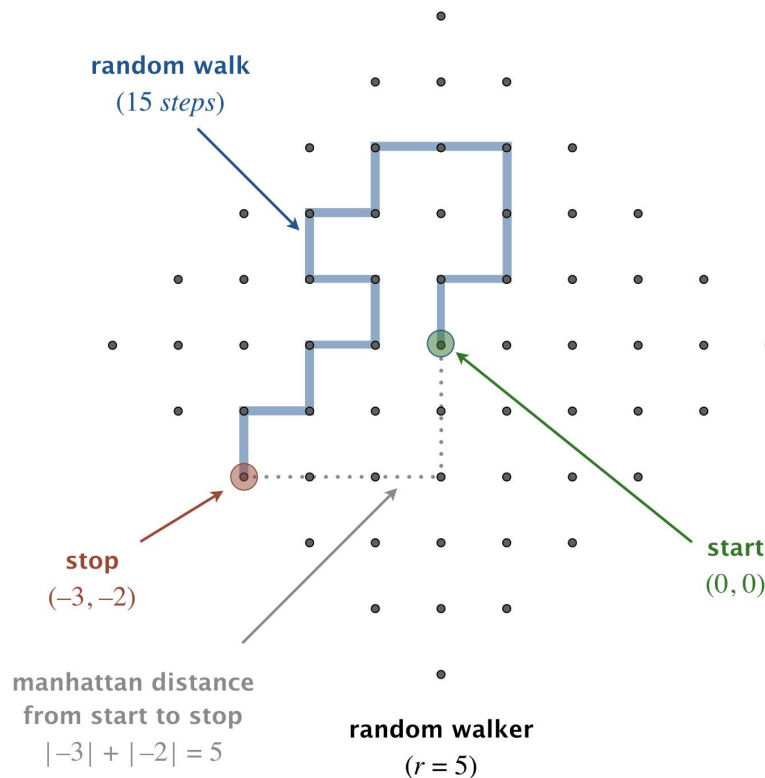 random walk
(15 steps)
start
(0, 0)
stop
(–3, –2)
manhattan distance
from start to stop
|–3| + |–2| = 5
random walker
(r = 5)